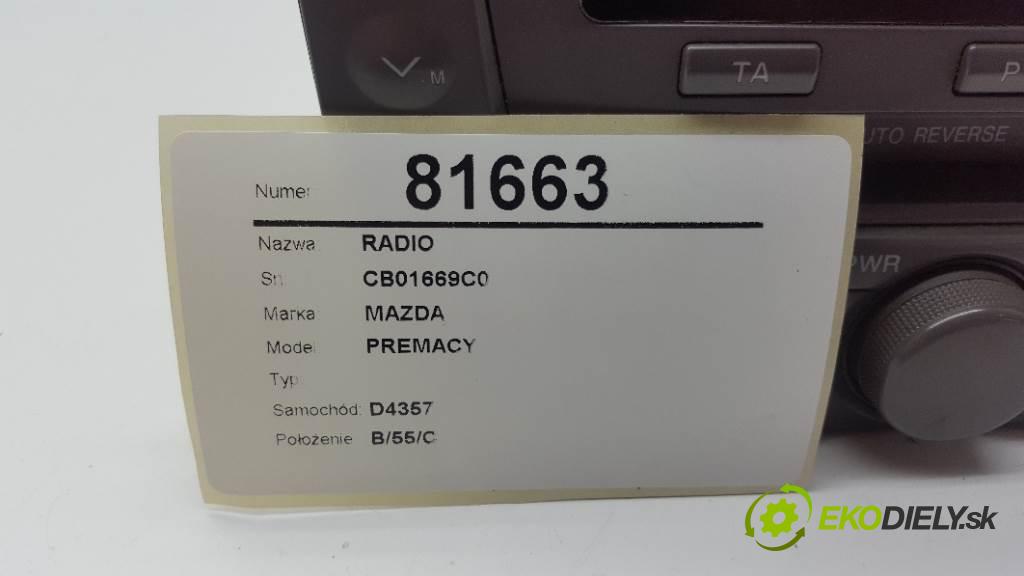 M
TA
AUTO REVERSE
PWR
Numer 81663
Nazwa RADIO
Sn CB01669C0
Marka MAZDA
Model PREMACY
Typ
Samochód: D4357
Położenie B/55/C
EKODIELY.sk